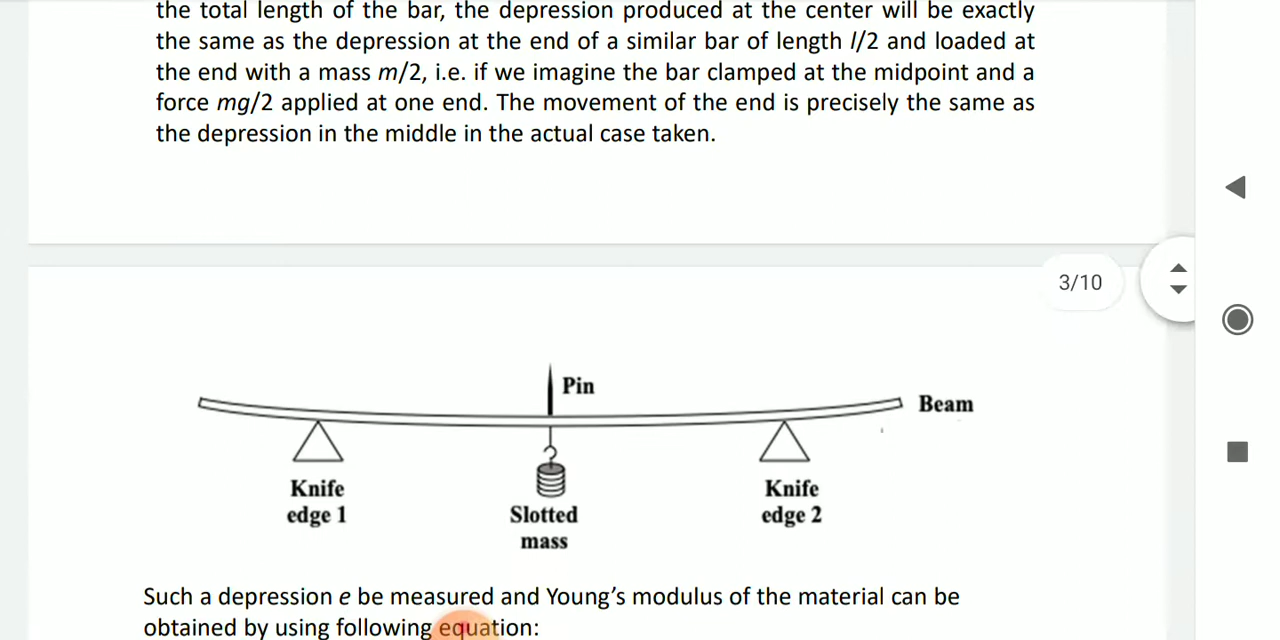 the total length of the bar, the depression produced at the center will be exactly
the same as the depression at the end of a similar bar of length l/2 and loaded at
the end with a mass m/2, i.e. if we imagine the bar clamped at the midpoint and a
force mg/2 applied at one end. The movement of the end is precisely the same as
the depression in the middle in the actual case taken.
3/10
Pin
Beam
Knife
edge 1
Slotted
mass
Knife
edge 2
Such a depression e be measured and Young's modulus of the material can be
obtained by using following equation: